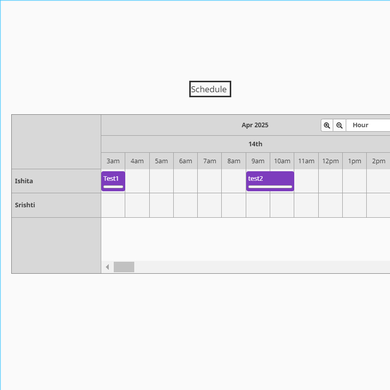 Schedule
Apr 2025 Hour
14th
3am 4am 5am 6am 7am 8am 9am 10am 11am 12pm 1pm 2pm
Ishita Test1 test2
Srishti